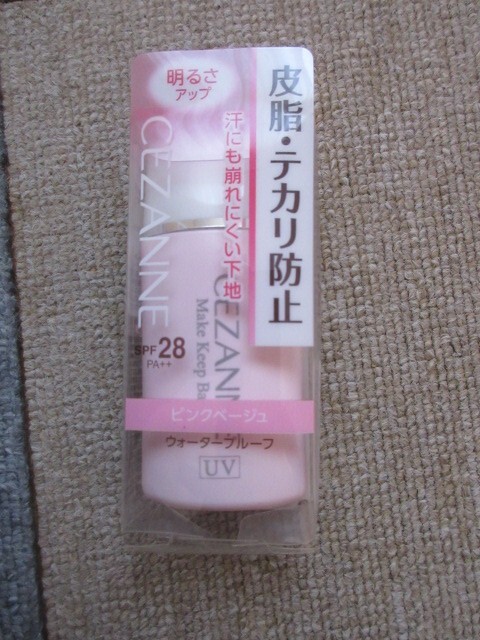 明るさ
アップ
皮脂・テカリ防止
汗にも崩れにくい下地
CEZANNE
CEZANN
Make Keep Ba
SPF28
PA++
ピンクベージュ
ウォータープルーフ
UV